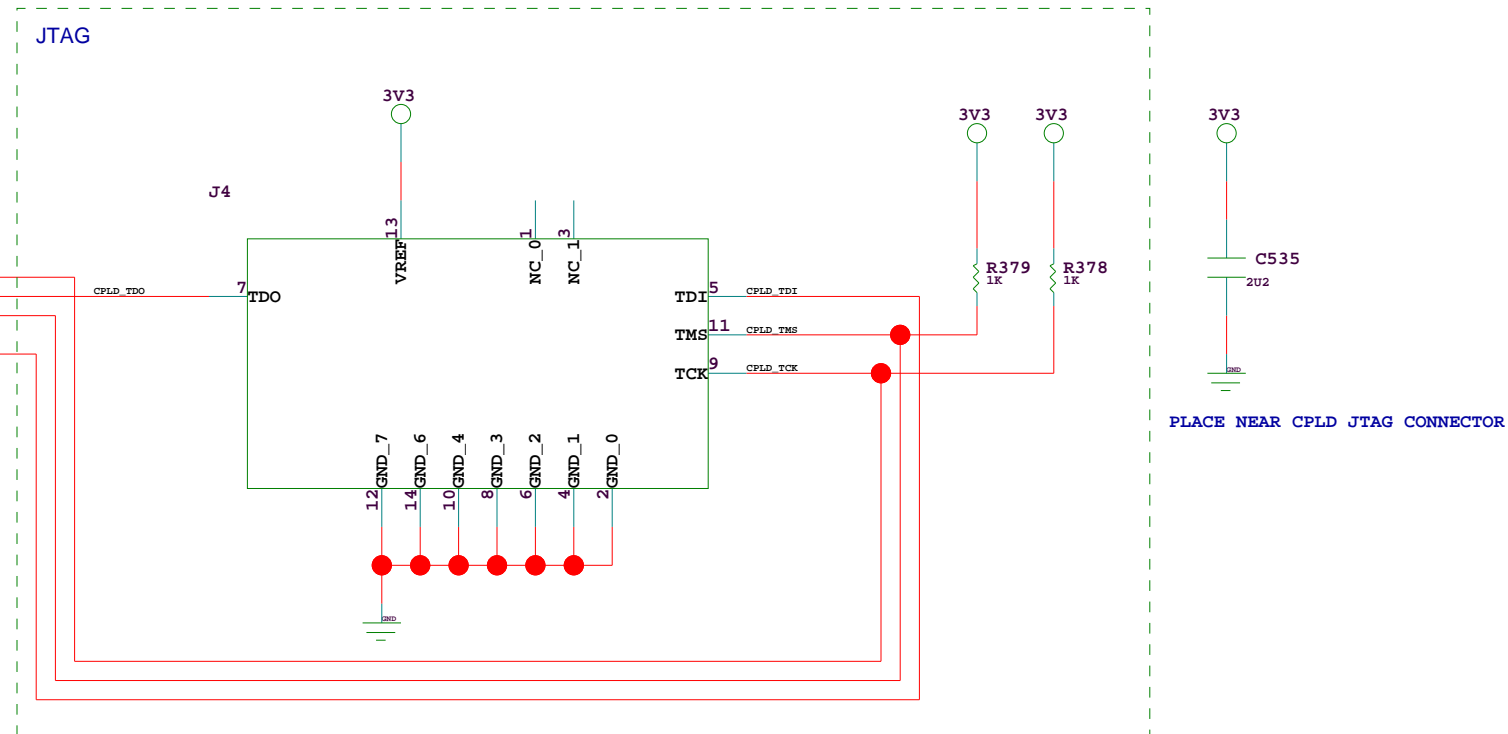 JTAG
3V3
3V3
3V3
3V3
J4
13
VREF
1
NC_0
3
NC_1
R379
1K
R378
1K
C535
2U2
GND
CPLD_TDO
7
TDO
TDI
5
CPLD_TDI
TMS
11
CPLD_TMS
TCK
9
CPLD_TCK
PLACE NEAR CPLD JTAG CONNECTOR
GND_7
GND_6
GND_4
GND_3
GND_2
GND_1
GND_0
12
14
10
8
6
4
2
GND